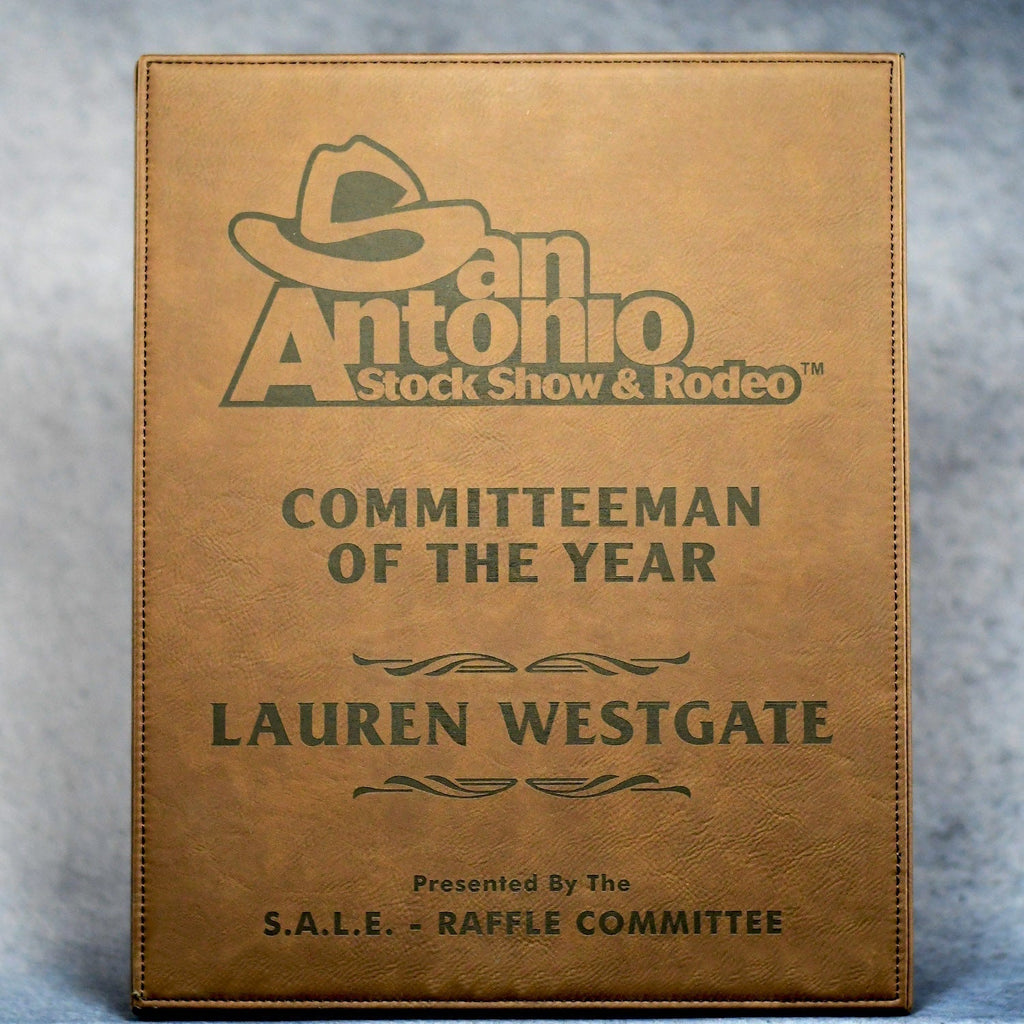 San
Antonio
Stock Show & Rodeo™
COMMITTEEMAN
OF THE YEAR
LAUREN WESTGATE
Presented By The
S.A.L.E. - RAFFLE COMMITTEE